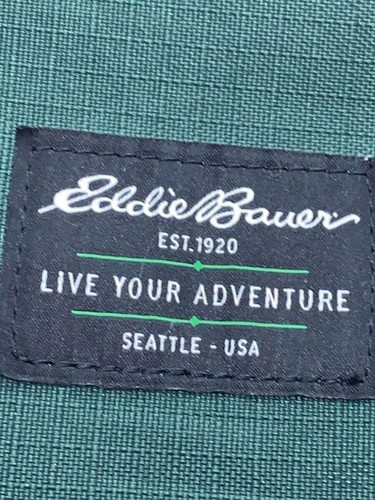 Eddie Bauer
EST. 1920
LIVE YOUR ADVENTURE
SEATTLE - USA